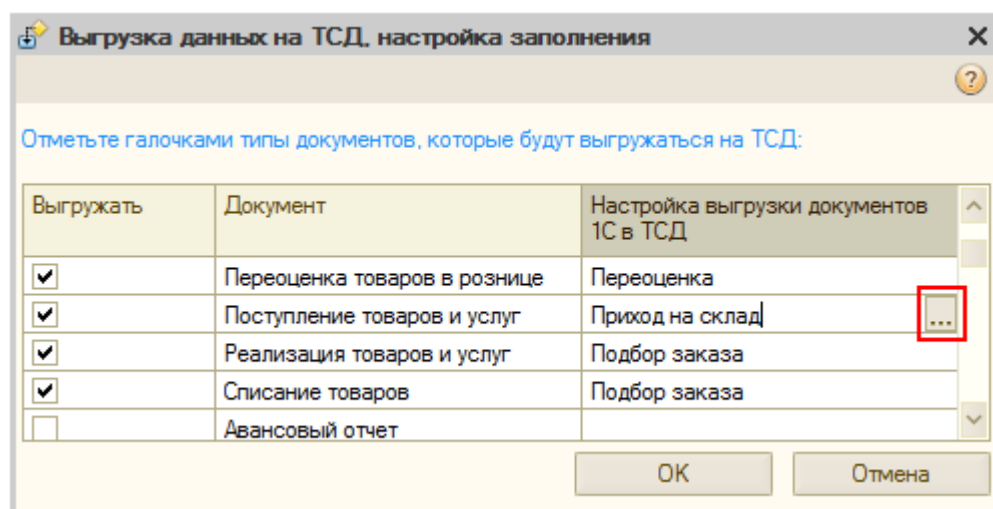 Выгрузка данных на ТСД, настройка заполнения
?
Отметьте галочками типы документов, которые будут выгружаться на ТСД:
Выгружать Документ Настройка выгрузки документов
1С в ТСД
Переоценка товаров в рознице Переоценка
Поступление товаров и услуг Приход на склад ...
Реализация товаров и услуг Подбор заказа
Списание товаров Подбор заказа
Авансовый отчет
OK Отмена